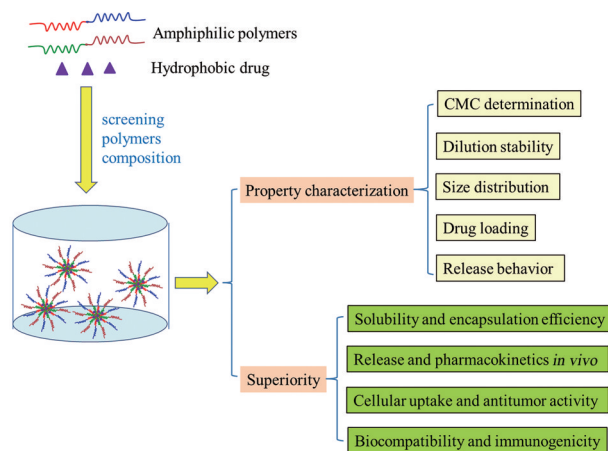 Amphiphilic polymers
Hydrophobic drug
screening
polymers
composition
Property characterization
CMC determination
Dilution stability
Size distribution
Drug loading
Release behavior
Superiority
Solubility and encapsulation efficiency
Release and pharmacokinetics in vivo
Cellular uptake and antitumor activity
Biocompatibility and immunogenicity